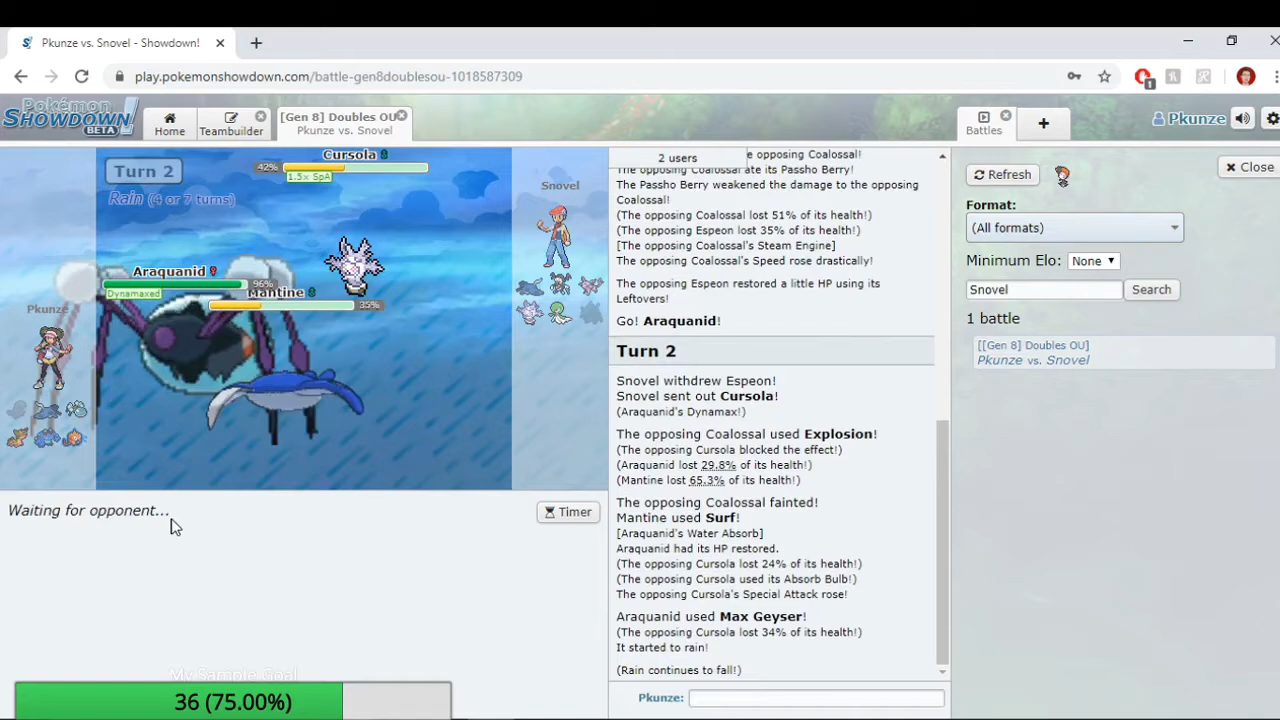 Pkunze vs. Snovel - Showdown!
play.pokemonshowdown.com/battle-gen8doublesou-1018587309
1
Pokémon
SHOWDOWN!
BETA
Home
Teambuilder
[Gen 8] Doubles OU
Pkunze vs. Snovel
Battles
Pkunze
Turn 2
Rain (4 or 7 turns)
Cursola
42%
1.5x SpA
Araquanid
96%
Dynamaxed
Mantine
35%
Pkunze
Snovel
2 users
e opposing Coalossal!
The opposing Coalossal ate its Passho Berry!
The Passho Berry weakened the damage to the opposing
Coalossal!
(The opposing Coalossal lost 51% of its health!)
(The opposing Espeon lost 35% of its health!)
[The opposing Coalossal's Steam Engine]
The opposing Coalossal's Speed rose drastically!
The opposing Espeon restored a little HP using its
Leftovers!
Go! Araquanid!
Turn 2
Snovel withdrew Espeon!
Snovel sent out Cursola!
(Araquanid's Dynamax!)
The opposing Coalossal used Explosion!
(The opposing Cursola blocked the effect!)
(Araquanid lost 29.8% of its health!)
(Mantine lost 65.3% of its health!)
The opposing Coalossal fainted!
Mantine used Surf!
[Araquanid's Water Absorb]
Araquanid had its HP restored.
(The opposing Cursola lost 24% of its health!)
(The opposing Cursola used its Absorb Bulb!)
The opposing Cursola's Special Attack rose!
Araquanid used Max Geyser!
(The opposing Cursola lost 34% of its health!)
It started to rain!
(Rain continues to fall!)
Pkunze:
Close
Refresh
Format:
(All formats)
Minimum Elo: None
Snovel
Search
1 battle
[[Gen 8] Doubles OU]
Pkunze vs. Snovel
Waiting for opponent...
Timer
My Sample Goal
36 (75.00%)